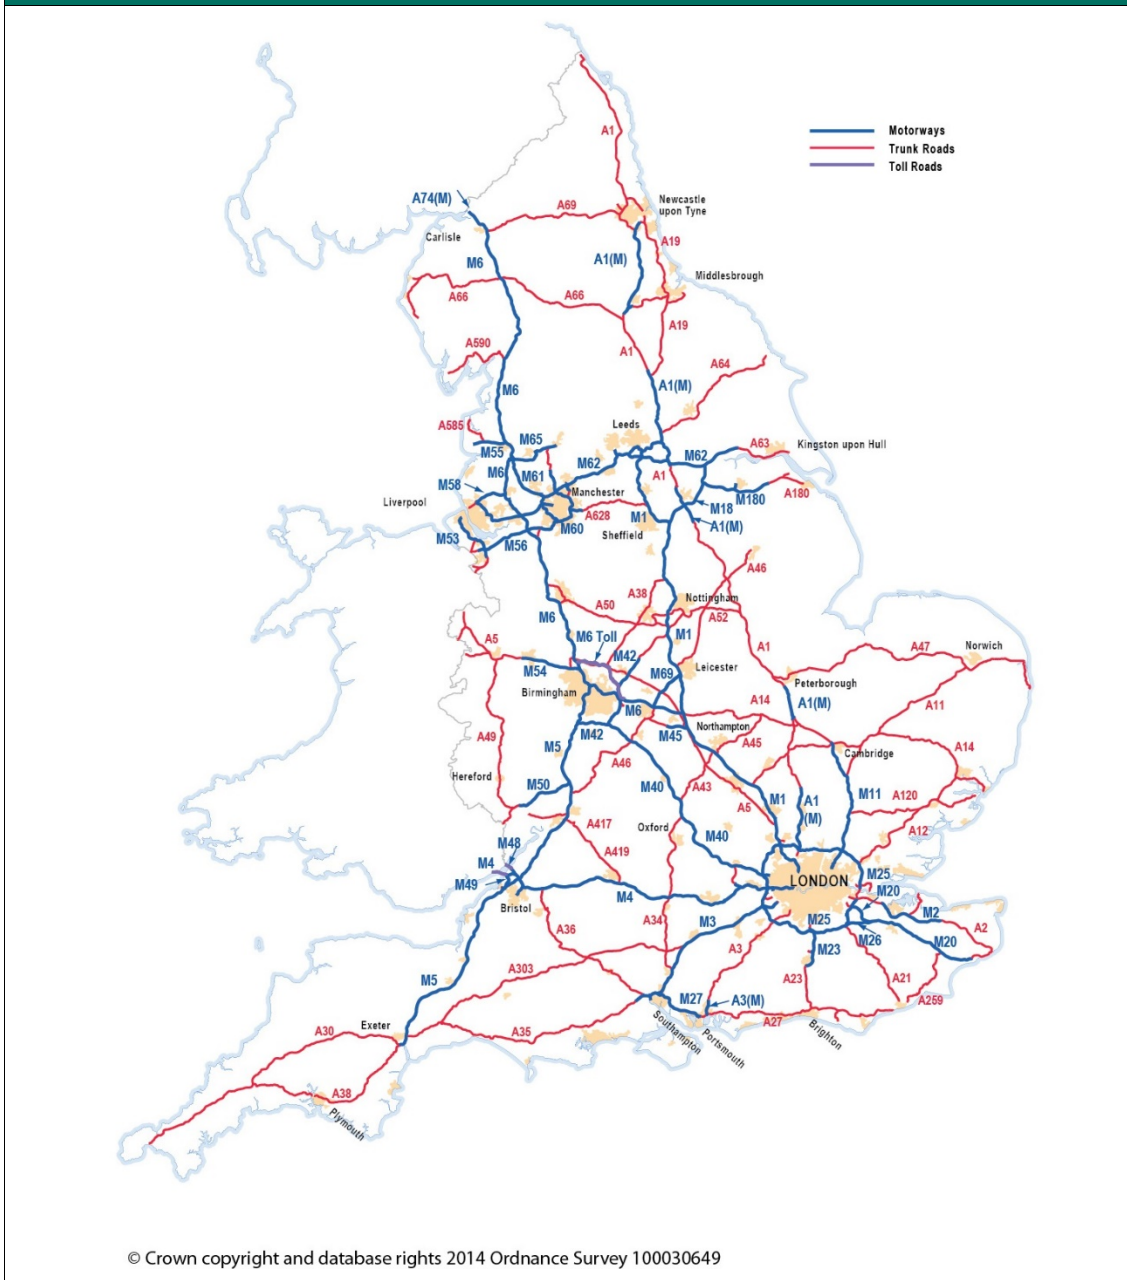 A1
Motorways
Trunk Roads
Toll Roads
A74(M)
A69
Newcastle
upon Tyne
Carlisle
A19
M6
A1(M)
Middlesbrough
A66
A66
A19
A590
A1
A64
M6
A1(M)
A585
Leeds
M65
M55
A63
Kingston upon Hull
M62
M62
M6
M61
A1
M58
Manchester
M180
A180
Liverpool
A628
M18
M1
A1(M)
M60
Sheffield
M53
M56
A46
A38
Nottingham
A50
M6
A52
M6 Toll
M1
A5
M42
A1
A47
Norwich
M54
M69
Leicester
Peterborough
Birmingham
A14
A1(M)
A11
M6
Northampton
A49
M42
M45
A45
M5
Cambridge
A14
A46
Hereford
M50
M40
A43
M1
A1
(M)
M11
A120
A5
A417
Oxford
M40
A12
M48
A419
M4
M25
LONDON
M49
M20
M4
Bristol
M2
A34
M3
M25
A2
A36
A3
M26
M20
M23
A303
M5
A23
A21
M27
A3(M)
A259
A30
Exeter
A35
A27
Southampton
Portsmouth
Brighton
A38
Plymouth
© Crown copyright and database rights 2014 Ordnance Survey 100030649